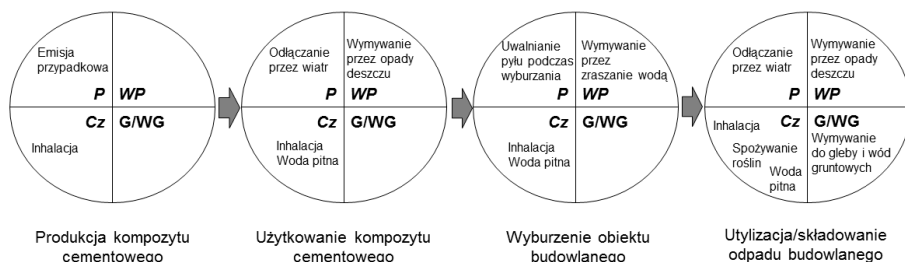 Emisja
przypadkowa
P WP
Cz G/WG
Inhalacja
Produkcja kompozytu
cementowego
Odłączanie
przez wiatr
Wymywanie
przez opady
deszczu
P WP
Cz G/WG
Inhalacja
Woda pitna
Użytkowanie kompozytu
cementowego
Uwalnianie
pyłu podczas
wyburzania
Wymywanie
przez
zraszanie wodą
P WP
Cz G/WG
Inhalacja
Woda pitna
Wyburzenie obiektu
budowlanego
Odłączanie
przez wiatr
Wymywanie
przez opady
deszczu
P WP
Cz G/WG
Inhalacja
Spożywanie
roślin
Woda
pitna
Wymywanie
do gleby i wód
gruntowych
Utylizacja/składowanie
odpadu budowlanego